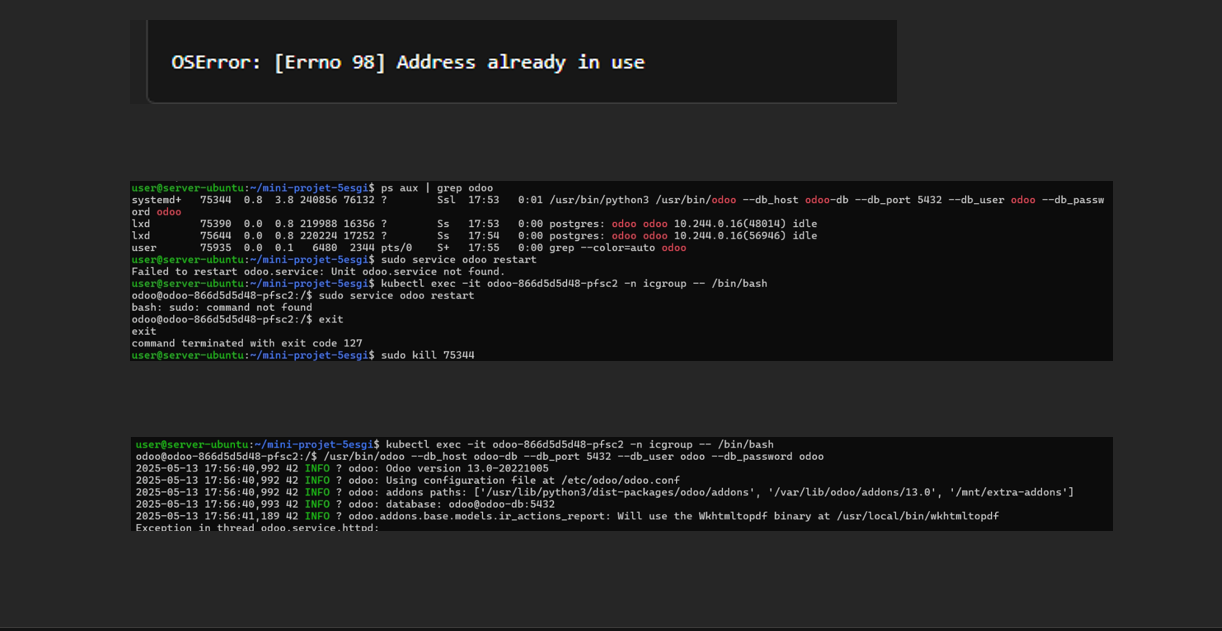 OSError: [Errno 98] Address already in use
user@server-ubuntu:~/mini-projet-5esgi$ ps aux | grep odoo
systemd+   75344  0.8  3.8 240856 76132 ?        Ssl  17:53   0:01 /usr/bin/python3 /usr/bin/odoo --db_host odoo-db --db_port 5432 --db_user odoo --db_passw
ord odoo
lxd        75390  0.0  0.8 219988 16356 ?        Ss   17:53   0:00 postgres: odoo odoo 10.244.0.16(48014) idle
lxd        75644  0.0  0.8 220224 17252 ?        Ss   17:54   0:00 postgres: odoo odoo 10.244.0.16(56946) idle
user       75935  0.0  0.1   6480  2344 pts/0    S+   17:55   0:00 grep --color=auto odoo
user@server-ubuntu:~/mini-projet-5esgi$ sudo service odoo restart
Failed to restart odoo.service: Unit odoo.service not found.
user@server-ubuntu:~/mini-projet-5esgi$ kubectl exec -it odoo-866d5d5d48-pfsc2 -n icgroup -- /bin/bash
odoo@odoo-866d5d5d48-pfsc2:/$ sudo service odoo restart
bash: sudo: command not found
odoo@odoo-866d5d5d48-pfsc2:/$ exit
exit
command terminated with exit code 127
user@server-ubuntu:~/mini-projet-5esgi$ sudo kill 75344
user@server-ubuntu:~/mini-projet-5esgi$ kubectl exec -it odoo-866d5d5d48-pfsc2 -n icgroup -- /bin/bash
odoo@odoo-866d5d5d48-pfsc2:/$ /usr/bin/odoo --db_host odoo-db --db_port 5432 --db_user odoo --db_password odoo
2025-05-13 17:56:40,992 42 INFO ? odoo: Odoo version 13.0-20221005
2025-05-13 17:56:40,992 42 INFO ? odoo: Using configuration file at /etc/odoo/odoo.conf
2025-05-13 17:56:40,992 42 INFO ? odoo: addons paths: ['/usr/lib/python3/dist-packages/odoo/addons', '/var/lib/odoo/addons/13.0', '/mnt/extra-addons']
2025-05-13 17:56:40,993 42 INFO ? odoo: database: odoo@odoo-db:5432
2025-05-13 17:56:41,189 42 INFO ? odoo.addons.base.models.ir_actions_report: Will use the Wkhtmltopdf binary at /usr/local/bin/wkhtmltopdf
Exception in thread odoo.service.httpd: